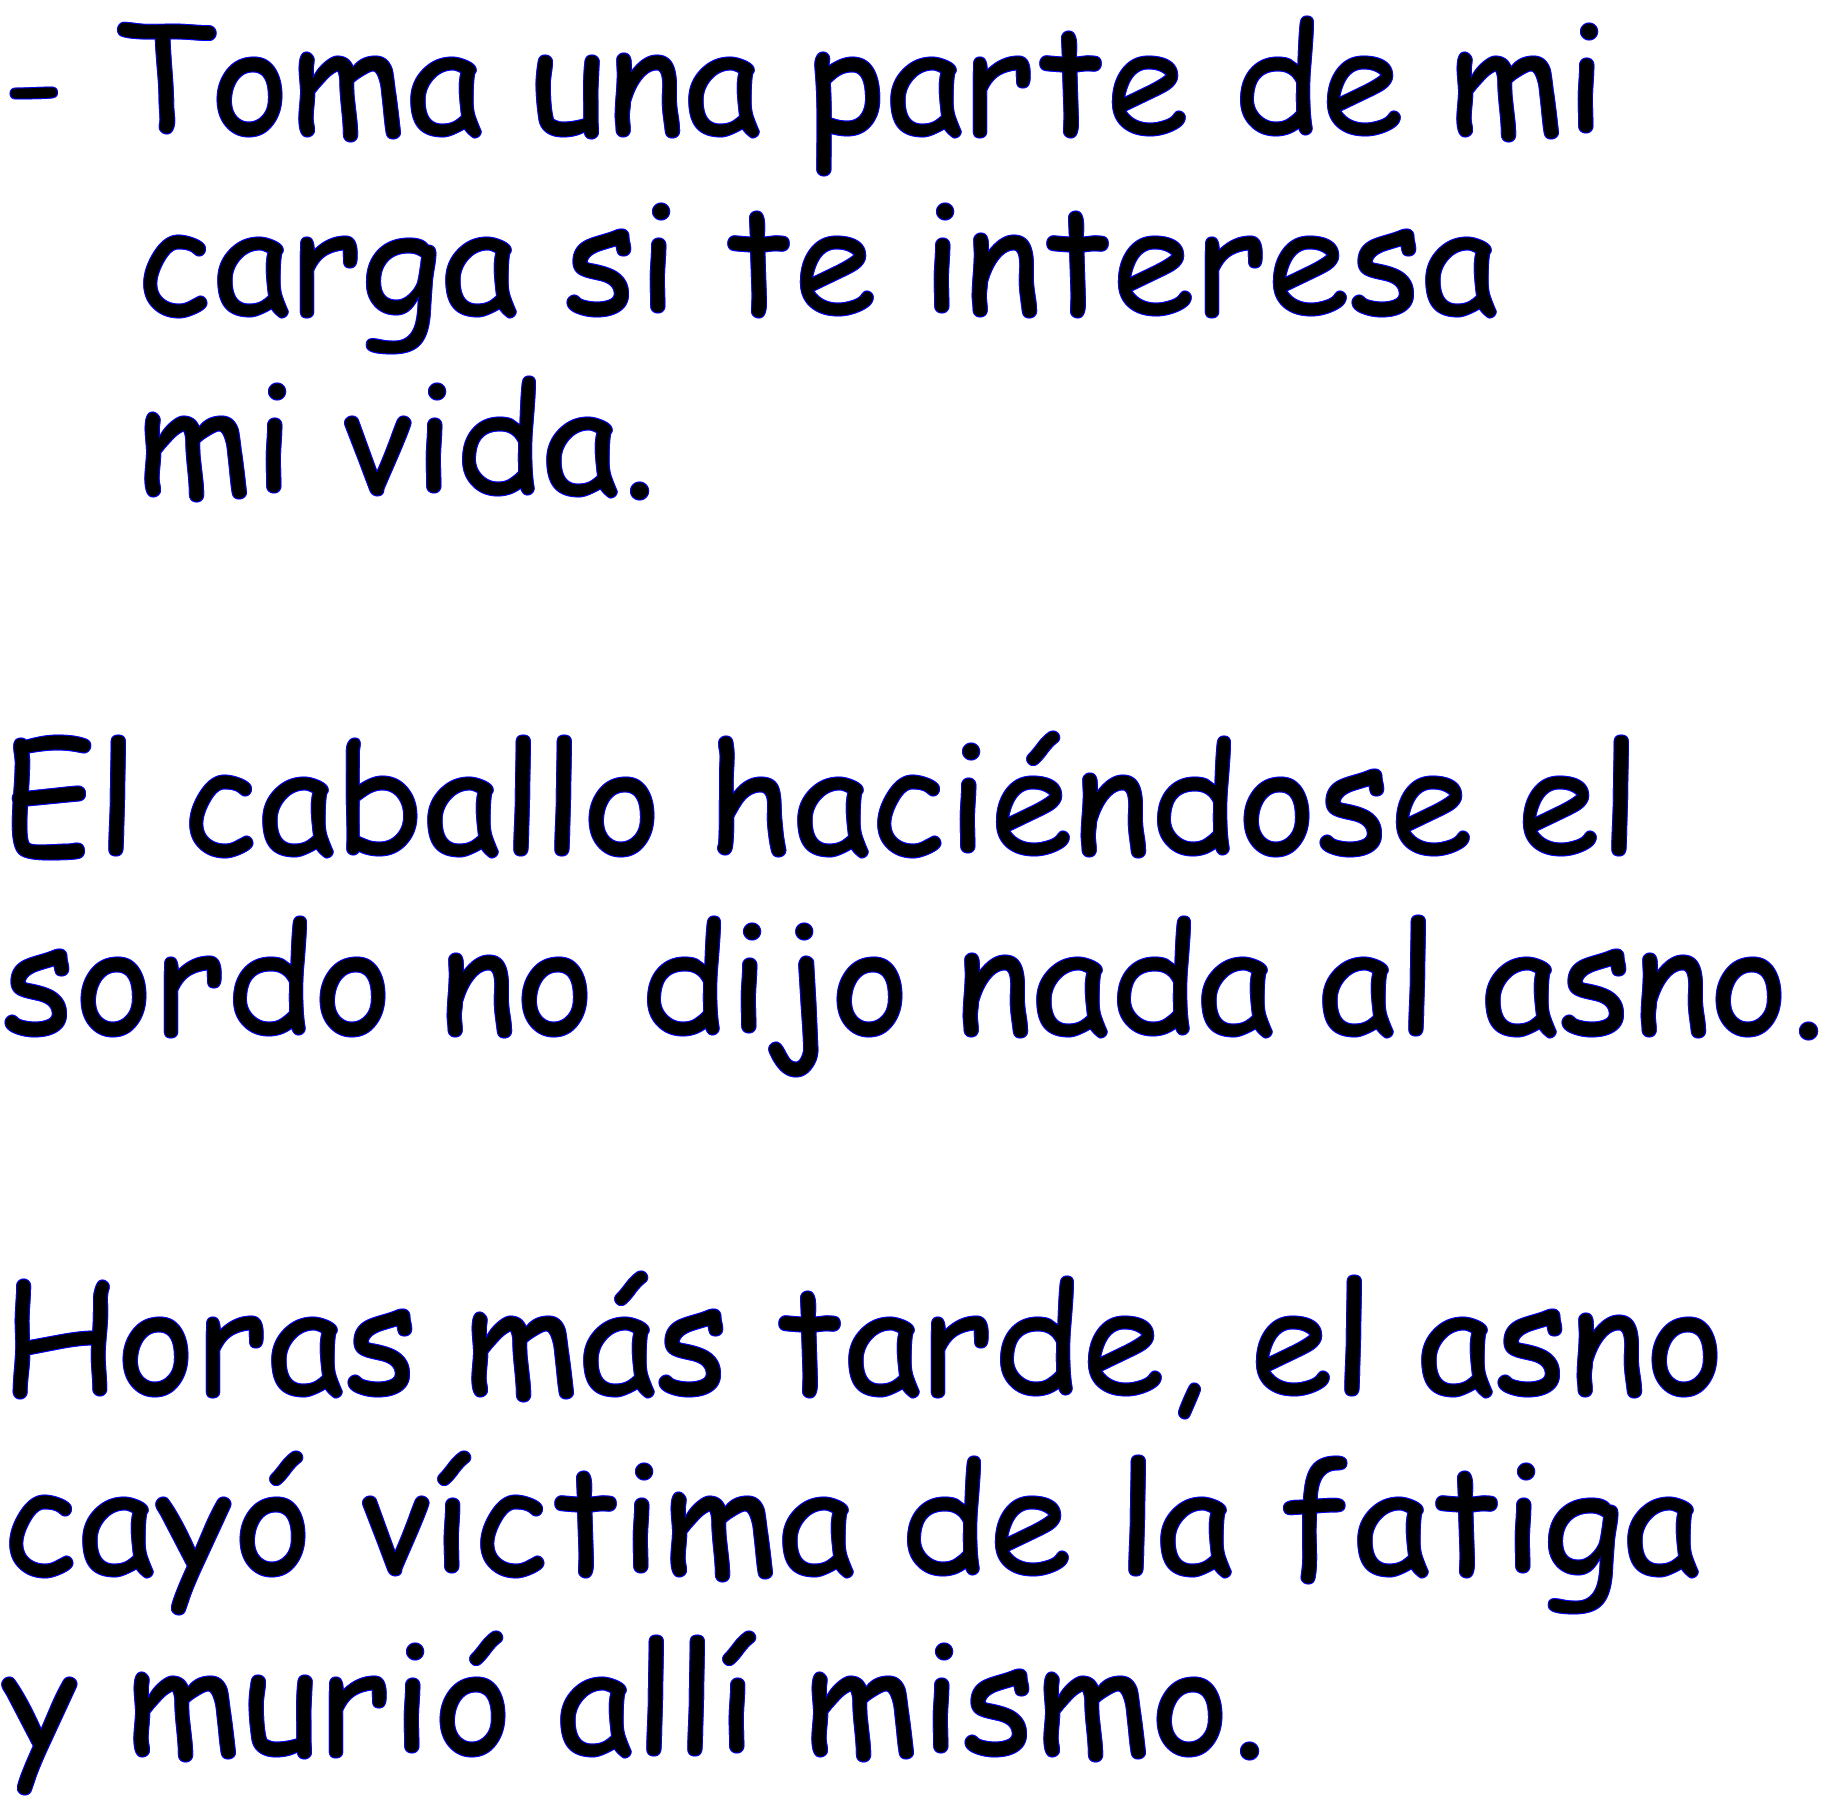 - Toma una parte de mi
carga si te interesa
mi vida.
El caballo haciéndose el
sordo no dijo nada al asno.
Horas más tarde, el asno
cayó víctima de la fatiga
y murió allí mismo.